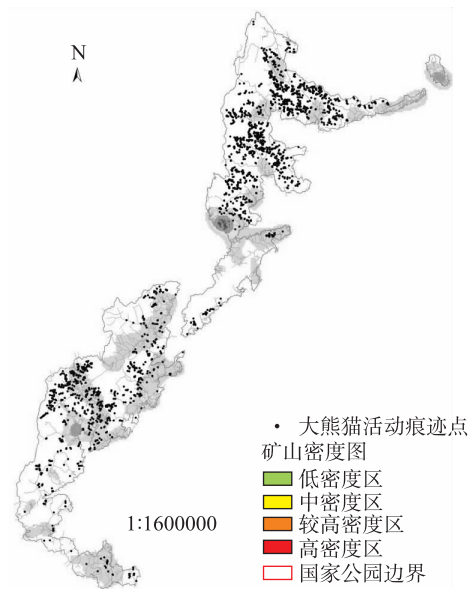 N
大熊猫活动痕迹点
矿山密度图
低密度区
中密度区
较高密度区
高密度区
国家公园边界
1:1600000